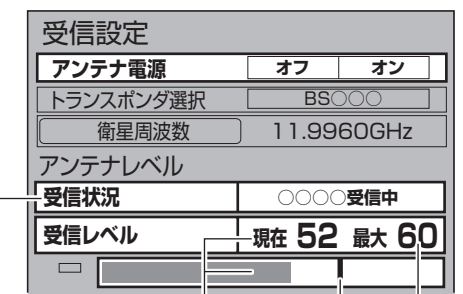 受信設定
アンテナ電源 オフ オン
トランスポンダ選択 BS○○○
衛星周波数 11.9960GHz
アンテナレベル
受信状況 ○○○○受信中
受信レベル 現在 52 最大 60